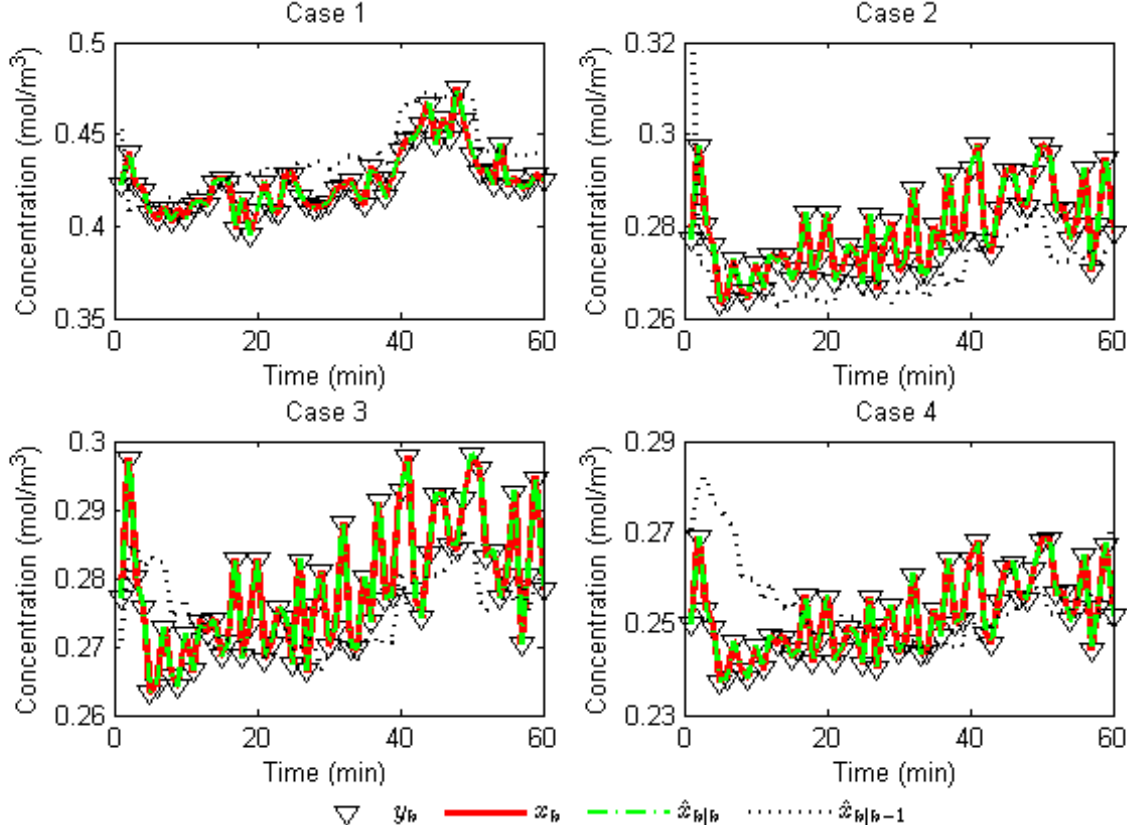 Case 1
Concentration (mol/m³)
0.5
0.45
0.4
0.35
0
20
40
60
Time (min)
Case 2
Concentration (mol/m³)
0.32
0.3
0.28
0.26
0
20
40
60
Time (min)
Case 3
Concentration (mol/m³)
0.3
0.29
0.28
0.27
0.26
0
20
40
60
Time (min)
Case 4
Concentration (mol/m³)
0.29
0.27
0.25
0.23
0
20
40
60
Time (min)
yₖ xₖ x̂ₖ|ₖ x̂ₖ|ₖ₋₁